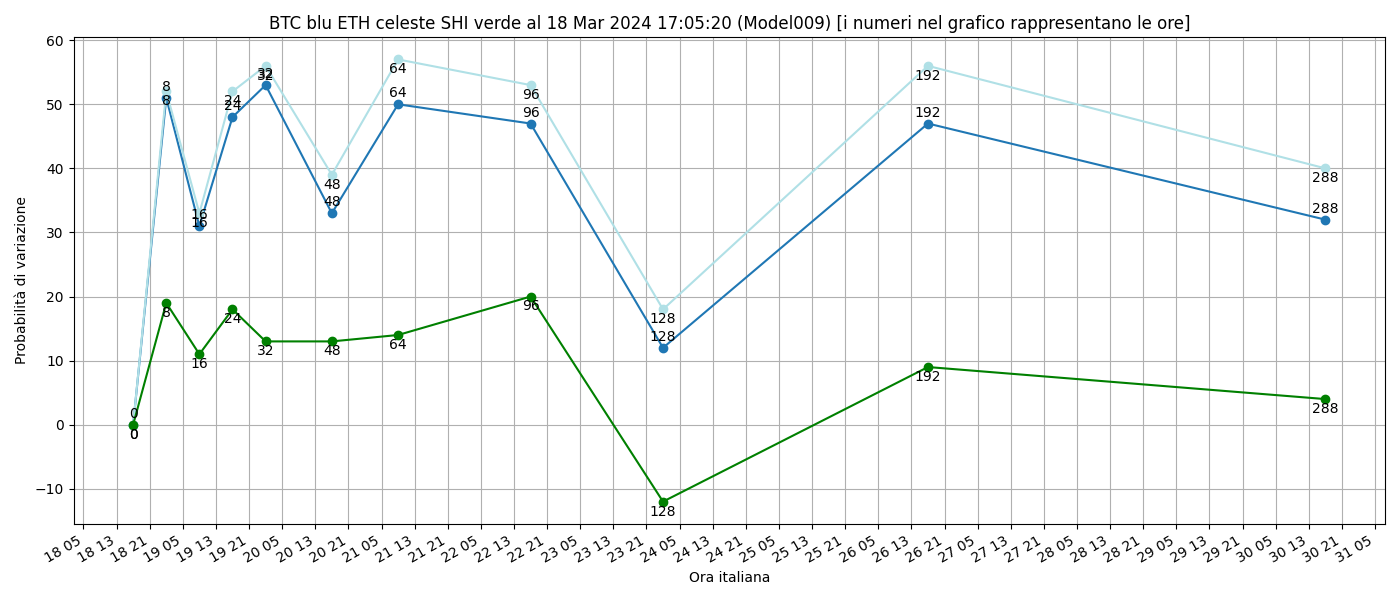 BTC blu ETH celeste SHI verde al 18 Mar 2024 17:05:20 (Model009) [i numeri nel grafico rappresentano le ore]
Probabilità di variazione
60
50
40
30
20
10
0
−10
0 8 16 24 32 48 64 96 128 192 288
0 8 16 24 32 48 64 96 128 192 288
0 8 16 24 32 48 64 96 128 192 288
18 05 18 13 18 21 19 05 19 13 19 21 20 05 20 13 20 21 21 05 21 13 21 21 22 05 22 13 22 21 23 05 23 13 23 21 24 05 24 13 24 21 25 05 25 13 25 21 26 05 26 13 26 21 27 05 27 13 27 21 28 05 28 13 28 21 29 05 29 13 29 21 30 05 30 13 30 21 31 05
Ora italiana